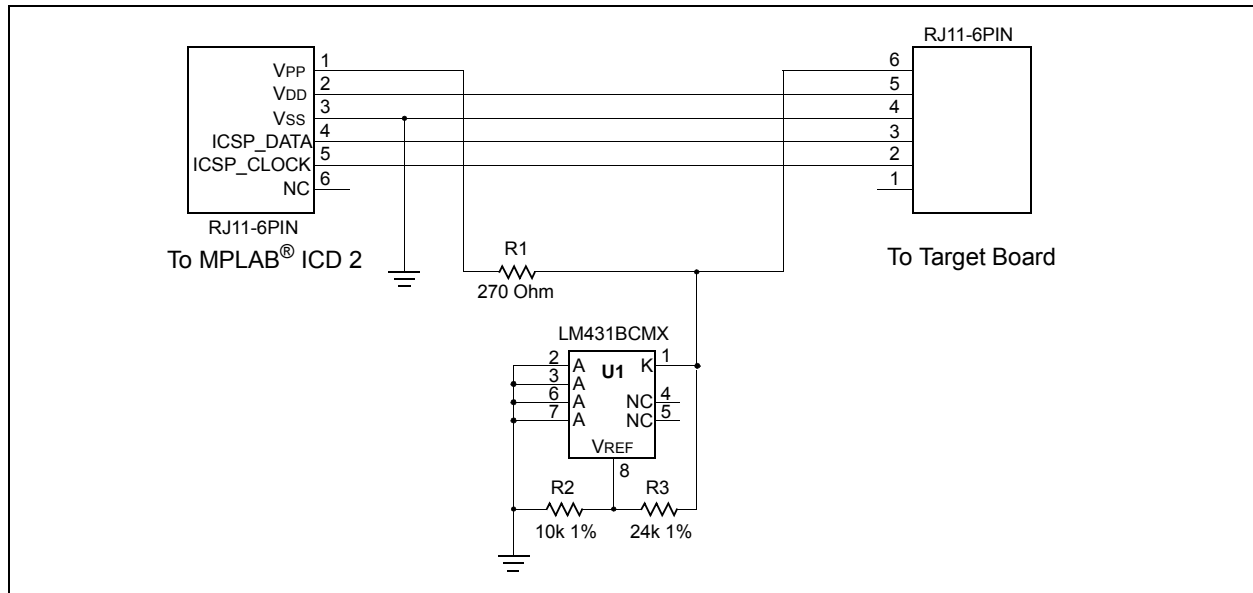 RJ11-6PIN
VPP 1
VDD 2
VSS 3
ICSP_DATA 4
ICSP_CLOCK 5
NC 6
RJ11-6PIN
To MPLAB® ICD 2
6
5
4
3
2
1
To Target Board
R1
270 Ohm
LM431BCMX
2 A U1 K 1
3 A
6 A NC 4
7 A NC 5
VREF
8
R2 R3
10k 1% 24k 1%